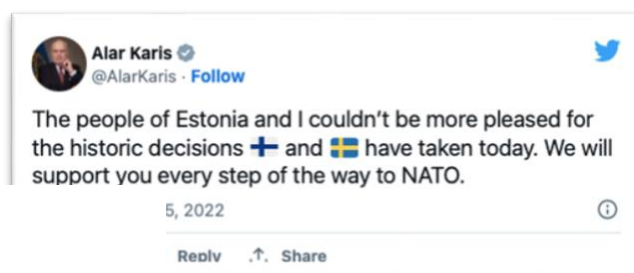 Alar Karis
@AlarKaris · Follow
The people of Estonia and I couldn't be more pleased for
the historic decisions 🇫🇮 and 🇸🇪 have taken today. We will
support you every step of the way to NATO.
5, 2022
Reply Share